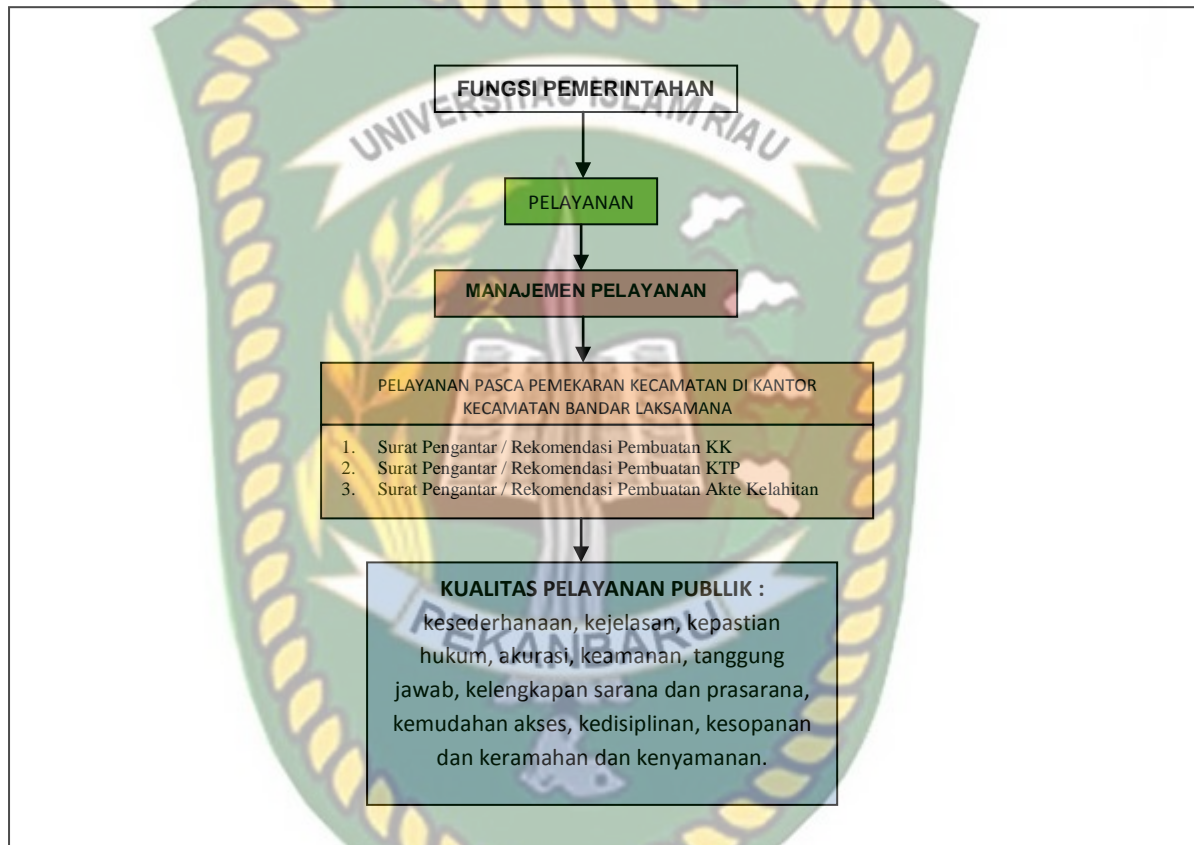 FUNGSI PEMERINTAHAN
UNIVERSITAS ISLAM RIAU
PELAYANAN
MANAJEMEN PELAYANAN
PELAYANAN PASCA PEMEKARAN KECAMATAN DI KANTOR
KECAMATAN BANDAR LAKSAMANA
1. Surat Pengantar / Rekomendasi Pembuatan KK
2. Surat Pengantar / Rekomendasi Pembuatan KTP
3. Surat Pengantar / Rekomendasi Pembuatan Akte Kelahitan
KUALITAS PELAYANAN PUBLLIK :
kesederhanaan, kejelasan, kepastian
hukum, akurasi, keamanan, tanggung
jawab, kelengkapan sarana dan prasarana,
kemudahan akses, kedisiplinan, kesopanan
dan keramahan dan kenyamanan.
PEKANBARU